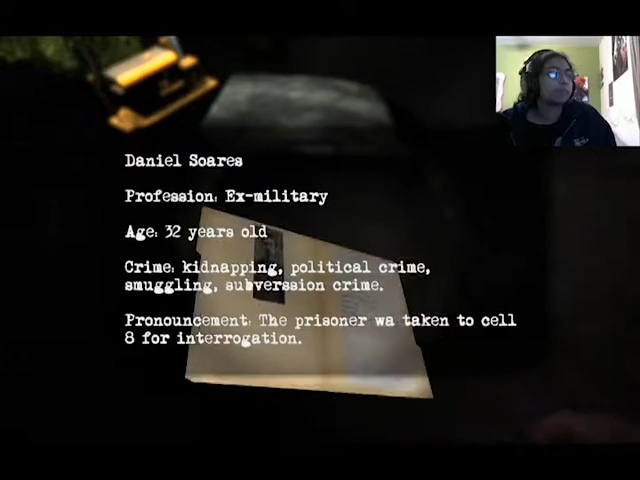 Daniel Soares
Profession: Ex-military
Age: 32 years old
Crime: kidnapping, political crime,
smuggling, subverssion crime.
Pronouncement: The prisoner wa taken to cell
8 for interrogation.